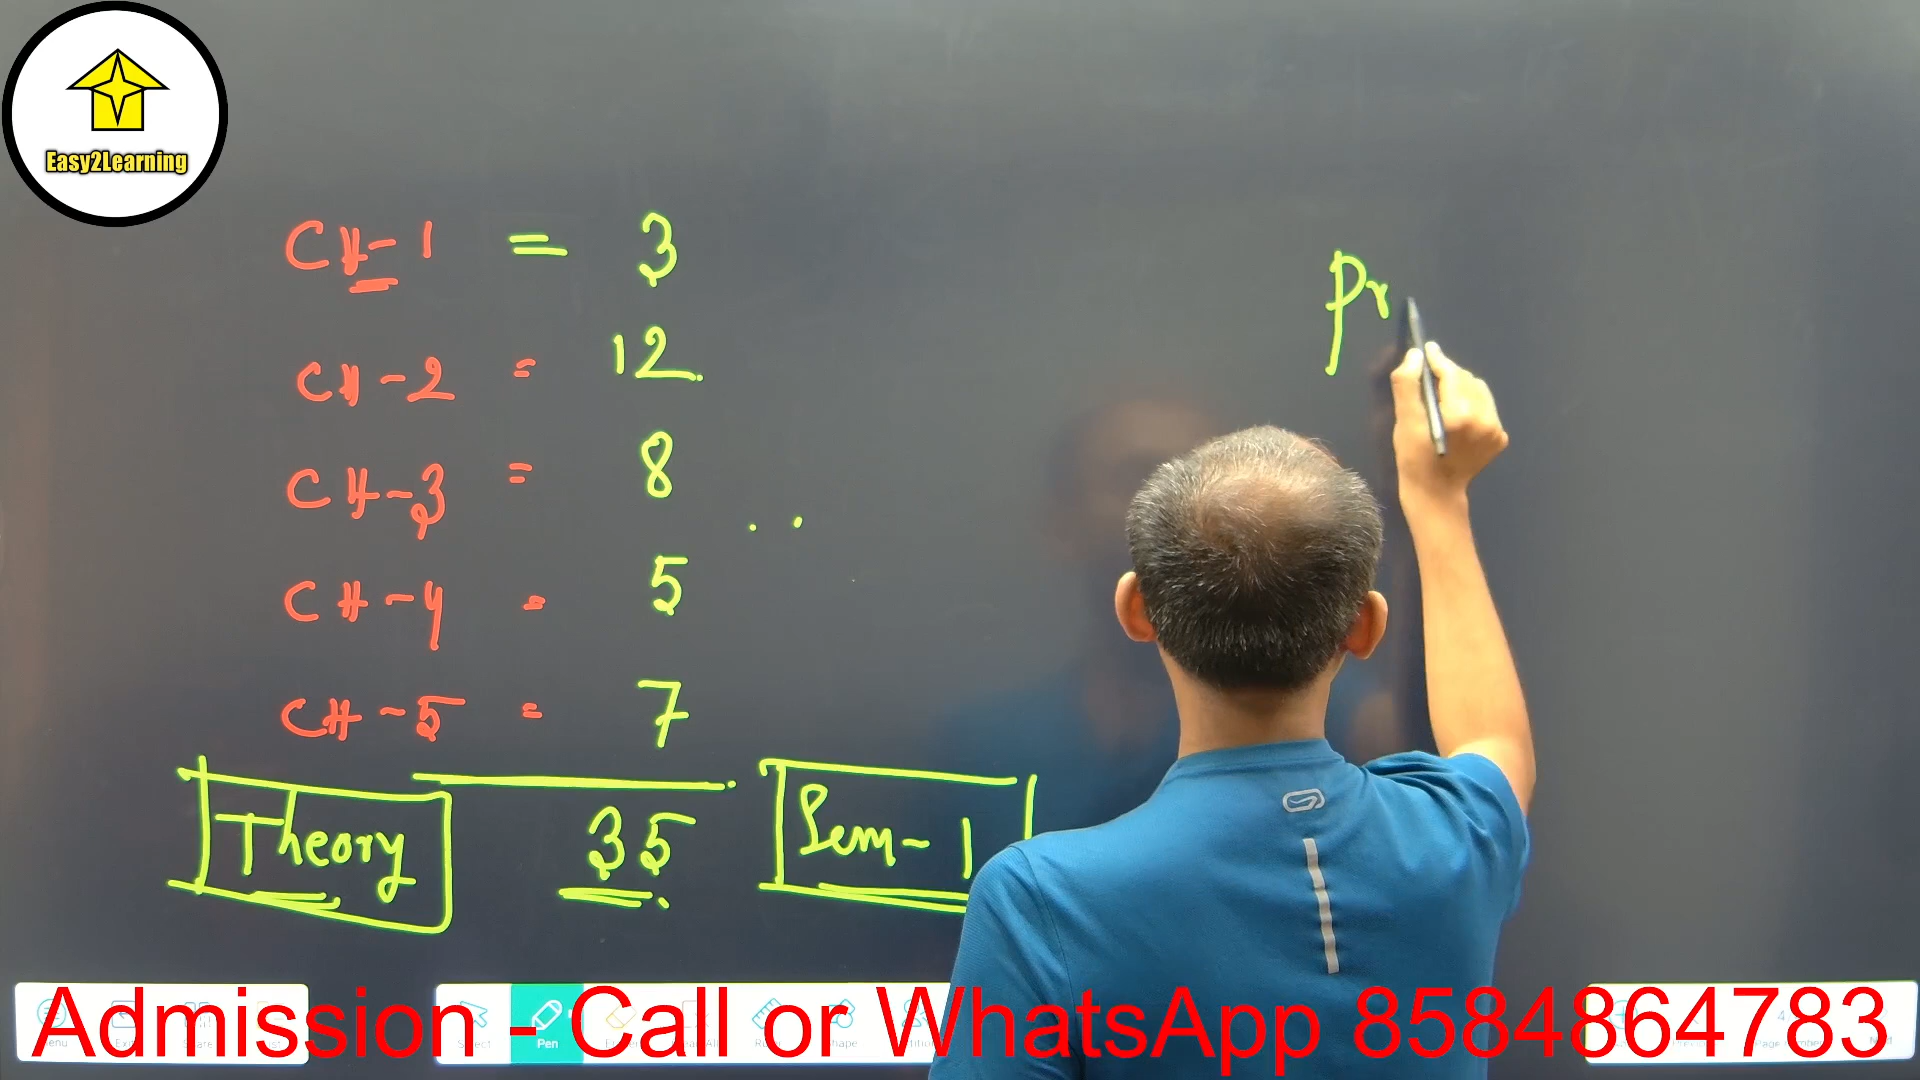 Easy2Learning
CH-1 = 3
CH-2 = 12
CH-3 = 8
CH-4 = 5
CH-5 = 7
Theory 35 Sem-1
Pr
Select Pen
Admission - Call or WhatsApp 8584864783